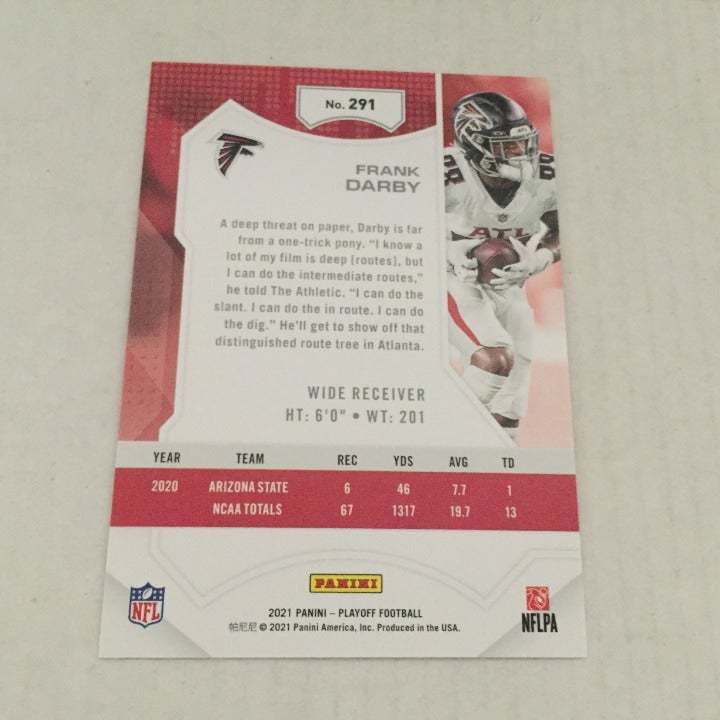 No. 291
FRANK
DARBY
A deep threat on paper, Darby is far
from a one-trick pony. "I know a
lot of my film is deep (routes), but
I can do the intermediate routes,"
he told The Athletic. "I can do the
slant. I can do the in route. I can do
the dig." He'll get to show off that
distinguished route tree in Atlanta.
WIDE RECEIVER
HT: 6'0" • WT: 201
88
ATL
YEAR TEAM REC YDS AVG TD
2020 ARIZONA STATE 6 46 7.7 1
NCAA TOTALS 67 1317 19.7 13
NFL
PANINI
NFLPA
2021 PANINI – PLAYOFF FOOTBALL
帕尼尼 © 2021 Panini America, Inc. Produced in the USA.